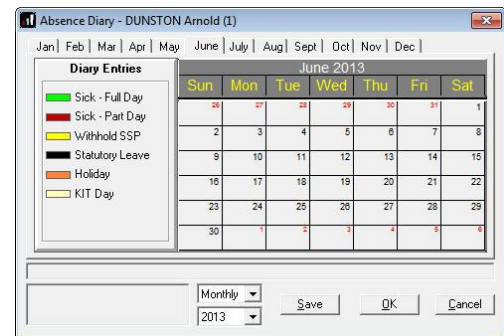 Absence Diary - DUNSTON Arnold (1)
Jan Feb Mar Apr May June July Aug Sept Oct Nov Dec
Diary Entries
Sick - Full Day
Sick - Part Day
Withhold SSP
Statutory Leave
Holiday
KIT Day
June 2013
Sun Mon Tue Wed Thu Fri Sat
26 27 28 29 30 31 1
2 3 4 5 6 7 8
9 10 11 12 13 14 15
16 17 18 19 20 21 22
23 24 25 26 27 28 29
30 1 2 3 4 5 6
Monthly
2013
Save OK Cancel